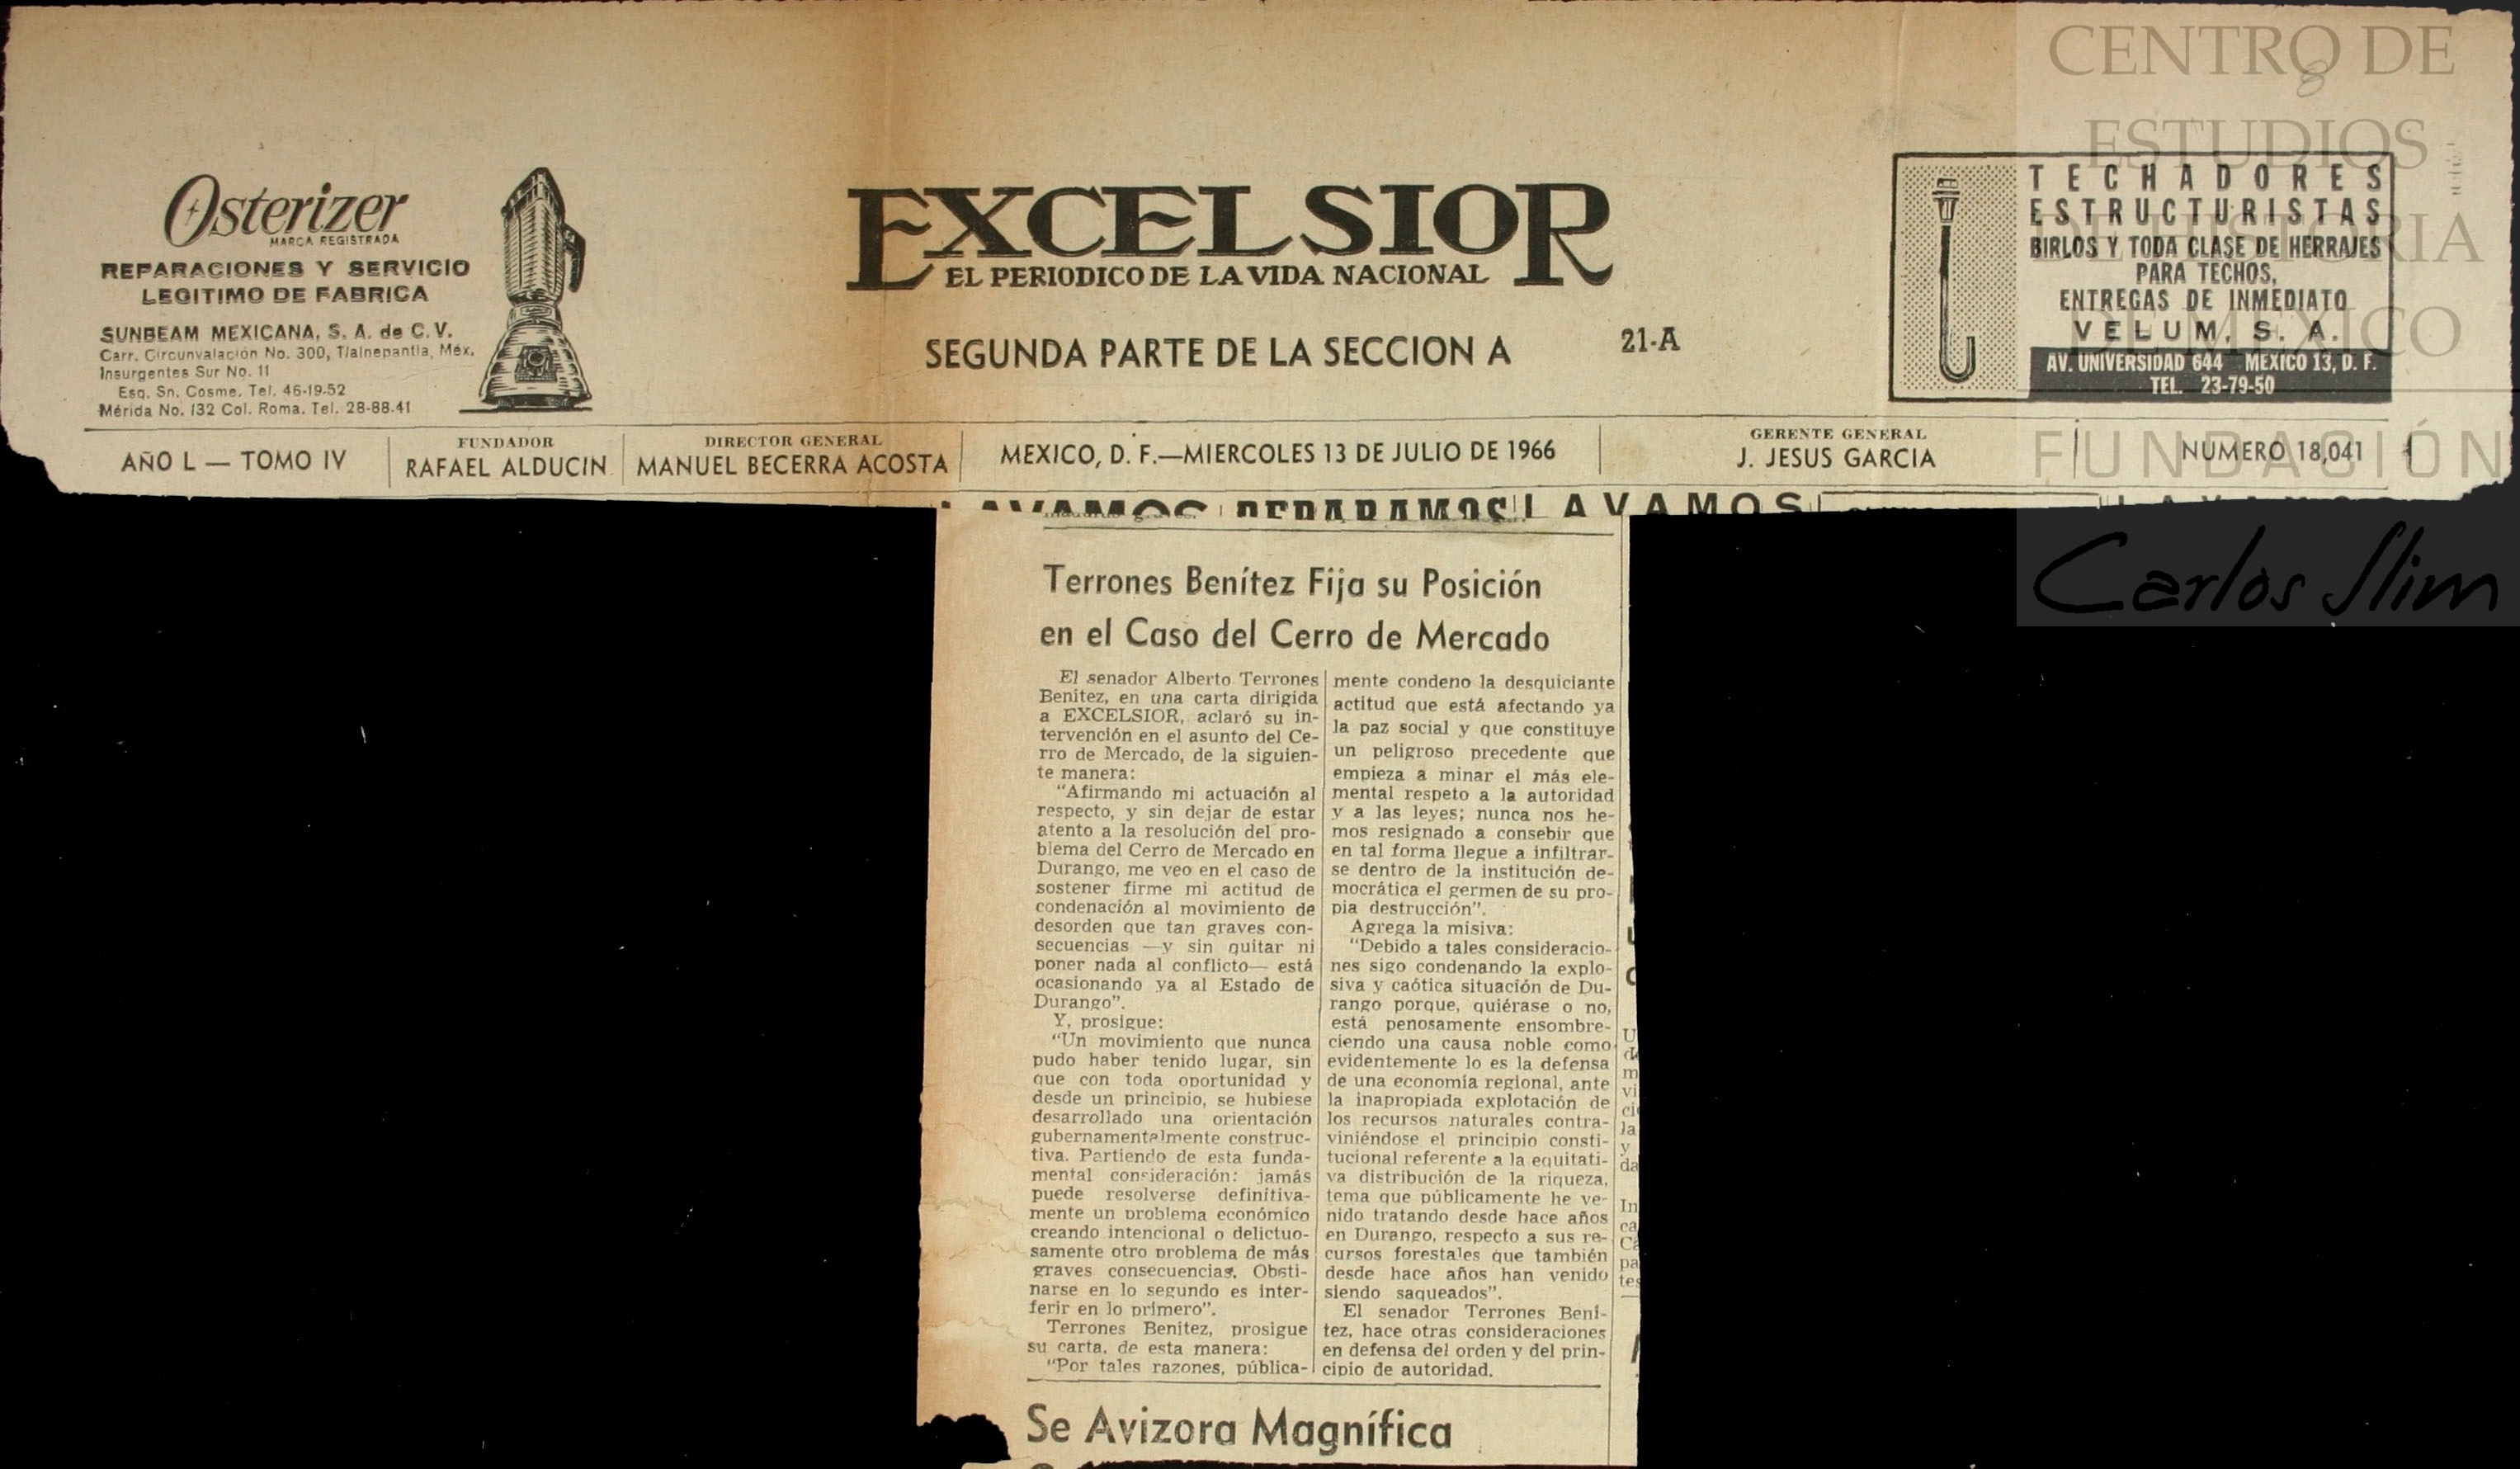 Osterizer
MARCA REGISTRADA
REPARACIONES Y SERVICIO
LEGITIMO DE FABRICA
SUNBEAM MEXICANA, S. A. de C. V.
Carr. Circunvalación No. 300, Tlalnepantla, Méx.
Insurgentes Sur No. 11
Esq. Sn. Cosme. Tel. 46-19-52
Mérida No. 132 Col. Roma. Tel. 28-88-41
EXCELSIOR
EL PERIODICO DE LA VIDA NACIONAL
SEGUNDA PARTE DE LA SECCION A
21-A
TECHADORES
ESTRUCTURISTAS
BIRLOS Y TODA CLASE DE HERRAJES
PARA TECHOS,
ENTREGAS DE INMEDIATO
VELUM, S. A.
AV. UNIVERSIDAD 644 MEXICO 13, D. F.
TEL. 23-79-50
CENTRO DE
ESTUDIOS
DE HISTORIA
DE MEXICO
FUNDACIÓN
Carlos Slim
AÑO L — TOMO IV
FUNDADOR
RAFAEL ALDUCIN
DIRECTOR GENERAL
MANUEL BECERRA ACOSTA
MEXICO, D. F.—MIERCOLES 13 DE JULIO DE 1966
GERENTE GENERAL
J. JESUS GARCIA
NUMERO 18,041
LAVAMOS REPARAMOS LAVAMOS
Terrones Benítez Fija su Posición
en el Caso del Cerro de Mercado
El senador Alberto Terrones
Benítez, en una carta dirigida
a EXCELSIOR, aclaró su in-
tervención en el asunto del Ce-
rro de Mercado, de la siguien-
te manera:
"Afirmando mi actuación al
respecto, y sin dejar de estar
atento a la resolución del pro-
blema del Cerro de Mercado en
Durango, me veo en el caso de
sostener firme mi actitud de
condenación al movimiento de
desorden que tan graves con-
secuencias —y sin quitar ni
poner nada al conflicto— está
ocasionando ya al Estado de
Durango".
Y, prosigue:
"Un movimiento que nunca
pudo haber tenido lugar, sin
que con toda oportunidad y
desde un principio, se hubiese
desarrollado una orientación
gubernamentalmente construc-
tiva. Partiendo de esta funda-
mental consideración: jamás
puede resolverse definitiva-
mente un problema económico
creando intencional o delictuo-
samente otro problema de más
graves consecuencias. Obsti-
narse en lo segundo es inter-
ferir en lo primero".
Terrones Benítez, prosigue
su carta, de esta manera:
"Por tales razones, pública-
mente condeno la desquiciante
actitud que está afectando ya
la paz social y que constituye
un peligroso precedente que
empieza a minar el más ele-
mental respeto a la autoridad
y a las leyes; nunca nos he-
mos resignado a consebir que
en tal forma llegue a infiltrar-
se dentro de la institución de-
mocrática el germen de su pro-
pia destrucción".
Agrega la misiva:
"Debido a tales consideracio-
nes sigo condenando la explo-
siva y caótica situación de Du-
rango porque, quiérase o no,
está penosamente ensombre-
ciendo una causa noble como
evidentemente lo es la defensa
de una economía regional, ante
la inapropiada explotación de
los recursos naturales contra-
viniéndose el principio consti-
tucional referente a la equitati-
va distribución de la riqueza,
tema que públicamente he ve-
nido tratando desde hace años
en Durango, respecto a sus re-
cursos forestales que también
desde hace años han venido
siendo saqueados".
El senador Terrones Bení-
tez, hace otras consideraciones
en defensa del orden y del prin-
cipio de autoridad.
Se Avizora Magnífica